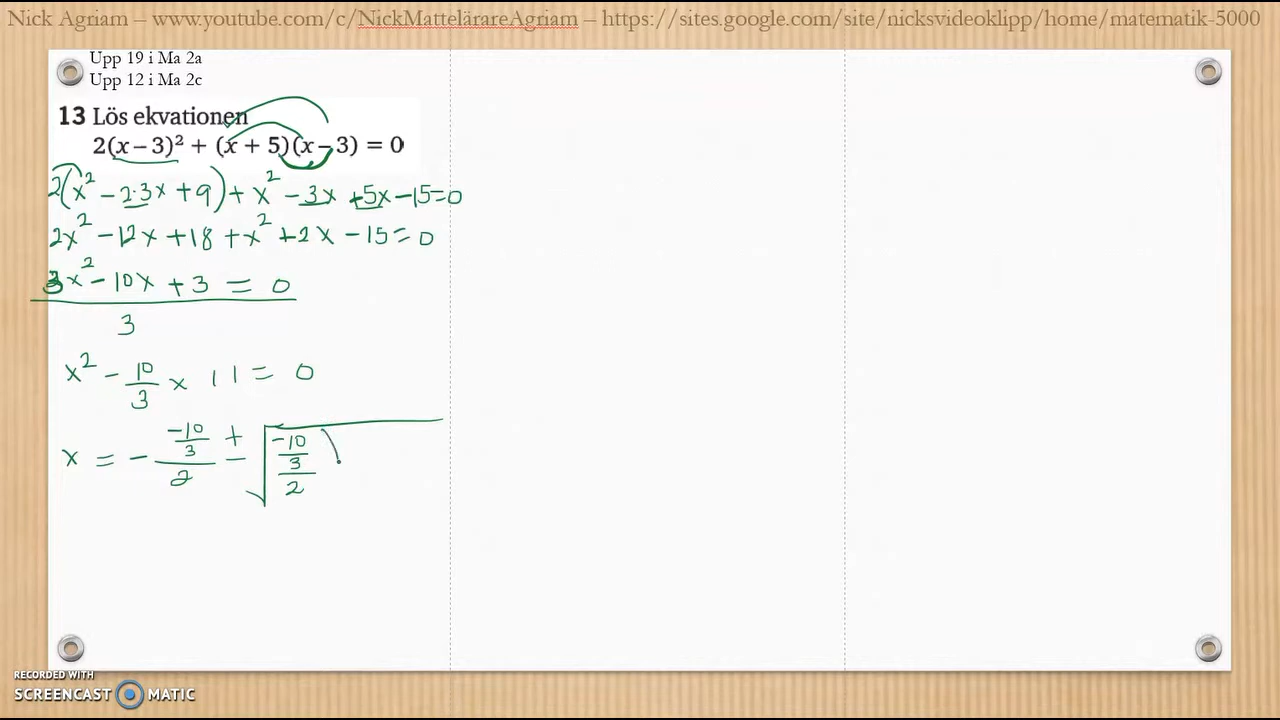 Nick Agriam – www.youtube.com/c/NickMattelärareAgriam – https://sites.google.com/site/nicksvideoklipp/home/matematik-5000
Upp 19 i Ma 2a
Upp 12 i Ma 2c
13 Lös ekvationen
2(x – 3)² + (x + 5)(x – 3) = 0
2(x² - 2·3x + 9) + x² - 3x + 5x - 15 = 0
2x² - 12x + 18 + x² + 2x - 15 = 0
3x² - 10x + 3 = 0
3
x² - 10/3 x 11 = 0
x = - -10/3/2 ± √ -10/3/2 )
RECORDED WITH
SCREENCAST MATIC